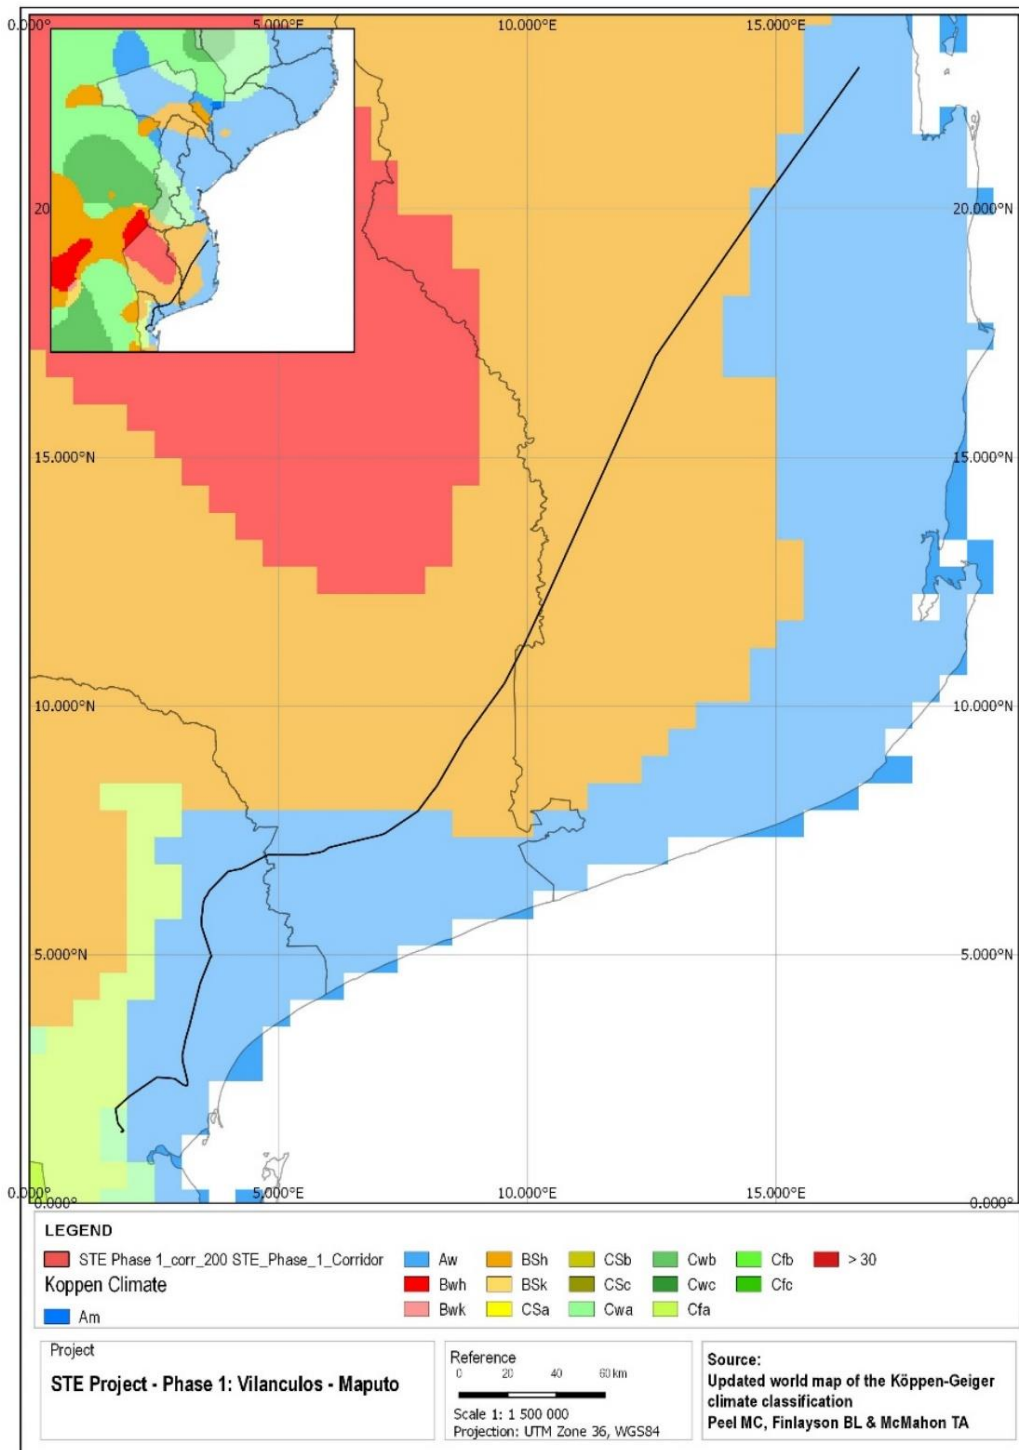 0.000° 5.000°E 10.000°E 15.000°E
20 20.000°N
15.000°N 15.000°N
10.000°N 10.000°N
5.000°N 5.000°N
0.000°E 5.000°E 10.000°E 15.000°E
0.000° 0.000°N
LEGEND
STE Phase 1_corr_200 STE_Phase_1_Corridor
Koppen Climate
Am
Aw BSh CSb Cwb Cfb > 30
Bwh BSk CSc Cwc Cfc
Bwk CSa Cwa Cfa
Project
STE Project - Phase 1: Vilanculos - Maputo
Reference
0 20 40 60 km
Scale 1: 1 500 000
Projection: UTM Zone 36, WGS84
Source:
Updated world map of the Köppen-Geiger
climate classification
Peel MC, Finlayson BL & McMahon TA